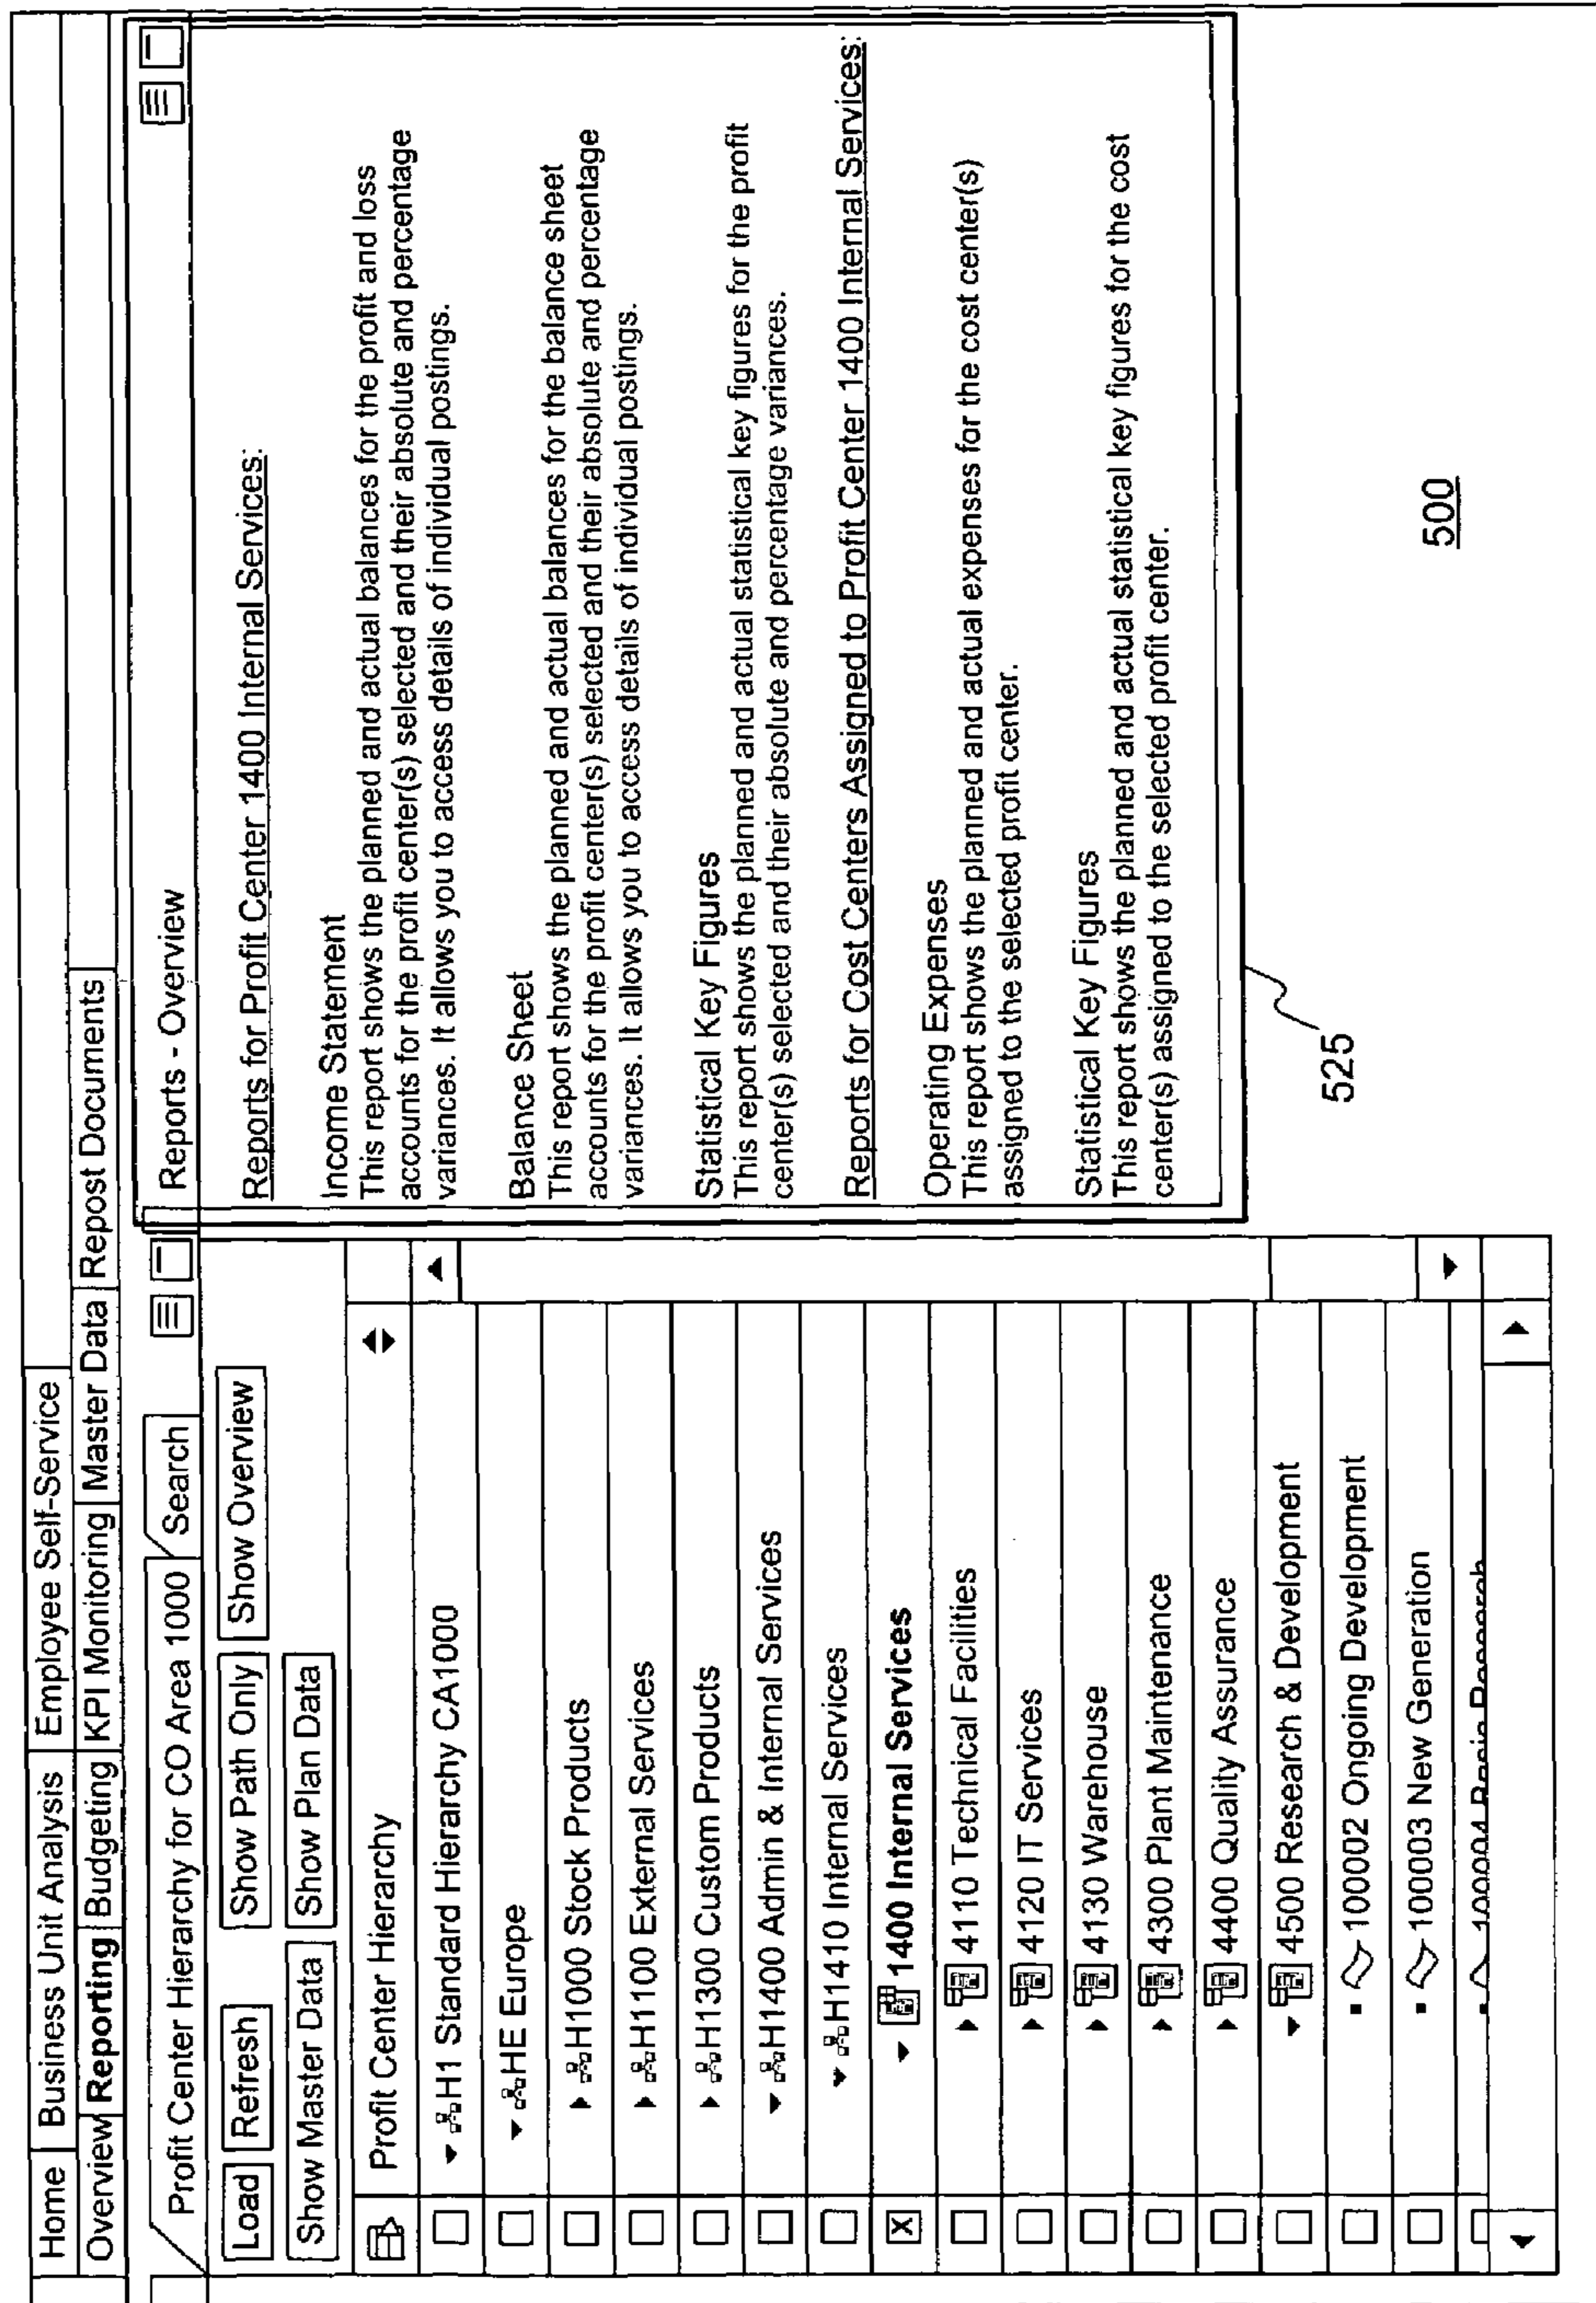 Home Business Unit Analysis Employee Self-Service
Overview Reporting Budgeting KPI Monitoring Master Data Repost Documents
Profit Center Hierarchy for CO Area 1000 Search
Load Refresh Show Path Only Show Overview
Show Master Data Show Plan Data
Profit Center Hierarchy
H1 Standard Hierarchy CA1000
HE Europe
H1000 Stock Products
H1100 External Services
H1300 Custom Products
H1400 Admin & Internal Services
H1410 Internal Services
1400 Internal Services
4110 Technical Facilities
4120 IT Services
4130 Warehouse
4300 Plant Maintenance
4400 Quality Assurance
4500 Research & Development
100002 Ongoing Development
100003 New Generation
100004 Basic Research
Reports - Overview
Reports for Profit Center 1400 Internal Services:
Income Statement
This report shows the planned and actual balances for the profit and loss
accounts for the profit center(s) selected and their absolute and percentage
variances. It allows you to access details of individual postings.
Balance Sheet
This report shows the planned and actual balances for the balance sheet
accounts for the profit center(s) selected and their absolute and percentage
variances. It allows you to access details of individual postings.
Statistical Key Figures
This report shows the planned and actual statistical key figures for the profit
center(s) selected and their absolute and percentage variances.
Reports for Cost Centers Assigned to Profit Center 1400 Internal Services:
Operating Expenses
This report shows the planned and actual expenses for the cost center(s)
assigned to the selected profit center.
Statistical Key Figures
This report shows the planned and actual statistical key figures for the cost
center(s) assigned to the selected profit center.
525
500